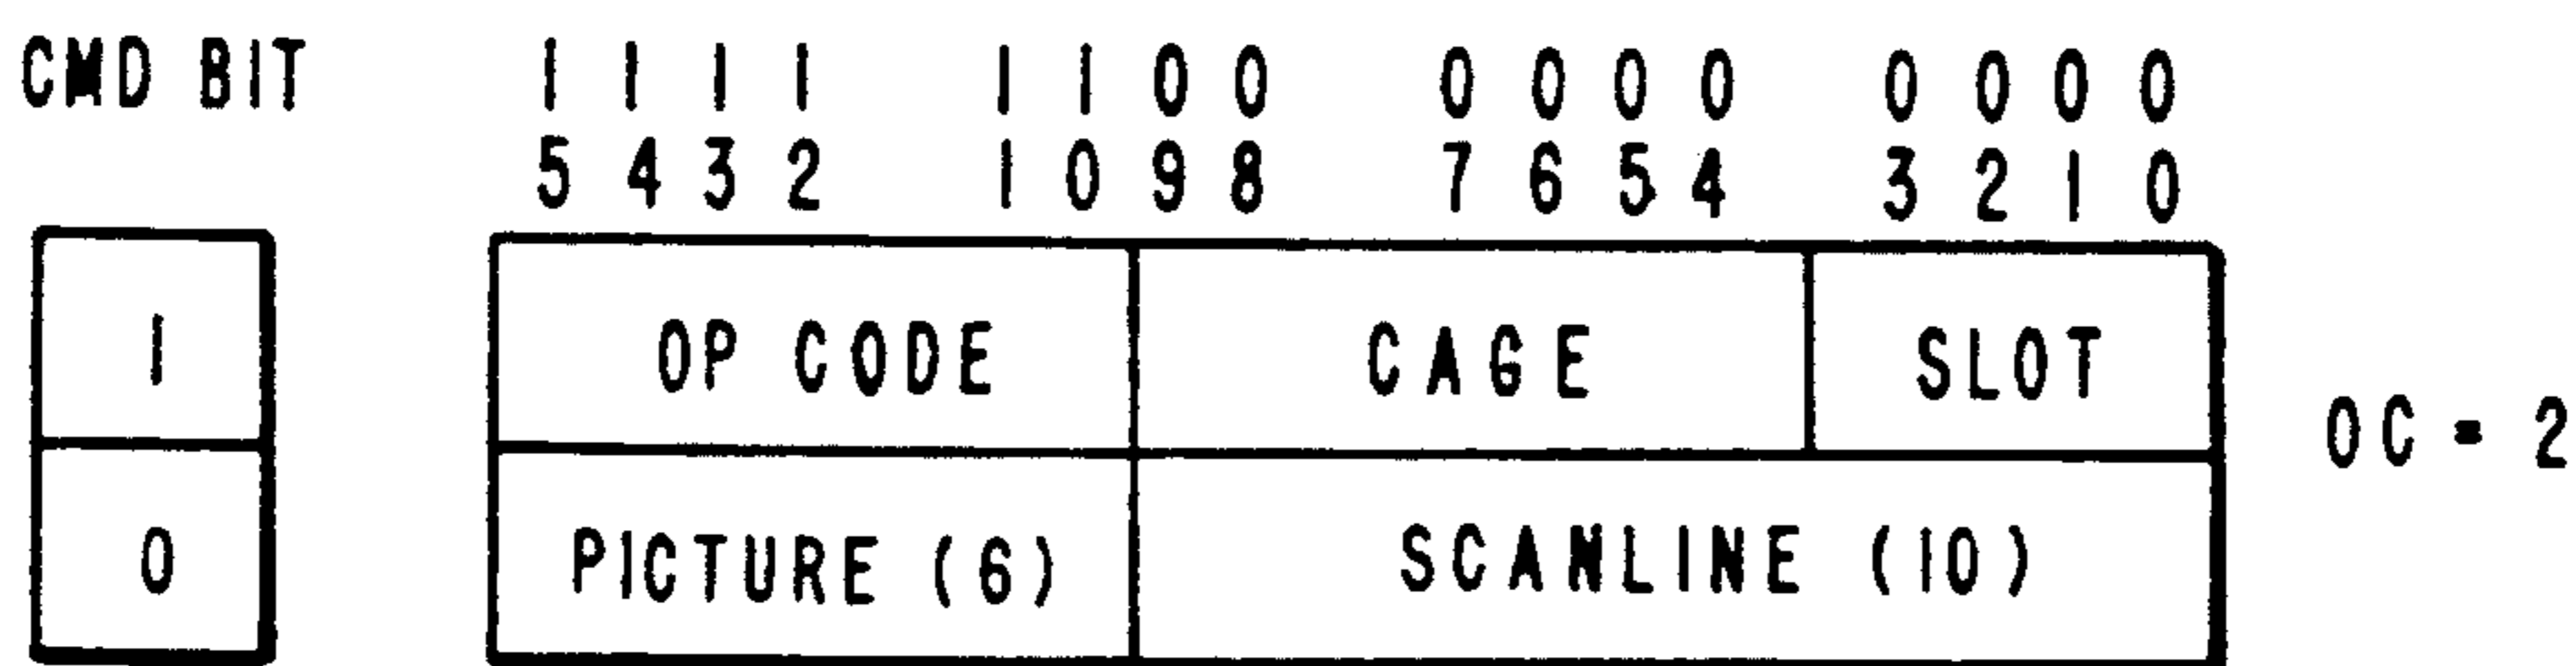 CMD BIT 1 1 1 1 1 1 0 0 0 0 0 0 0 0 0 0
5 4 3 2 1 0 9 8 7 6 5 4 3 2 1 0
1 OP CODE CAGE SLOT
OC = 2
0 PICTURE (6) SCANLINE (10)